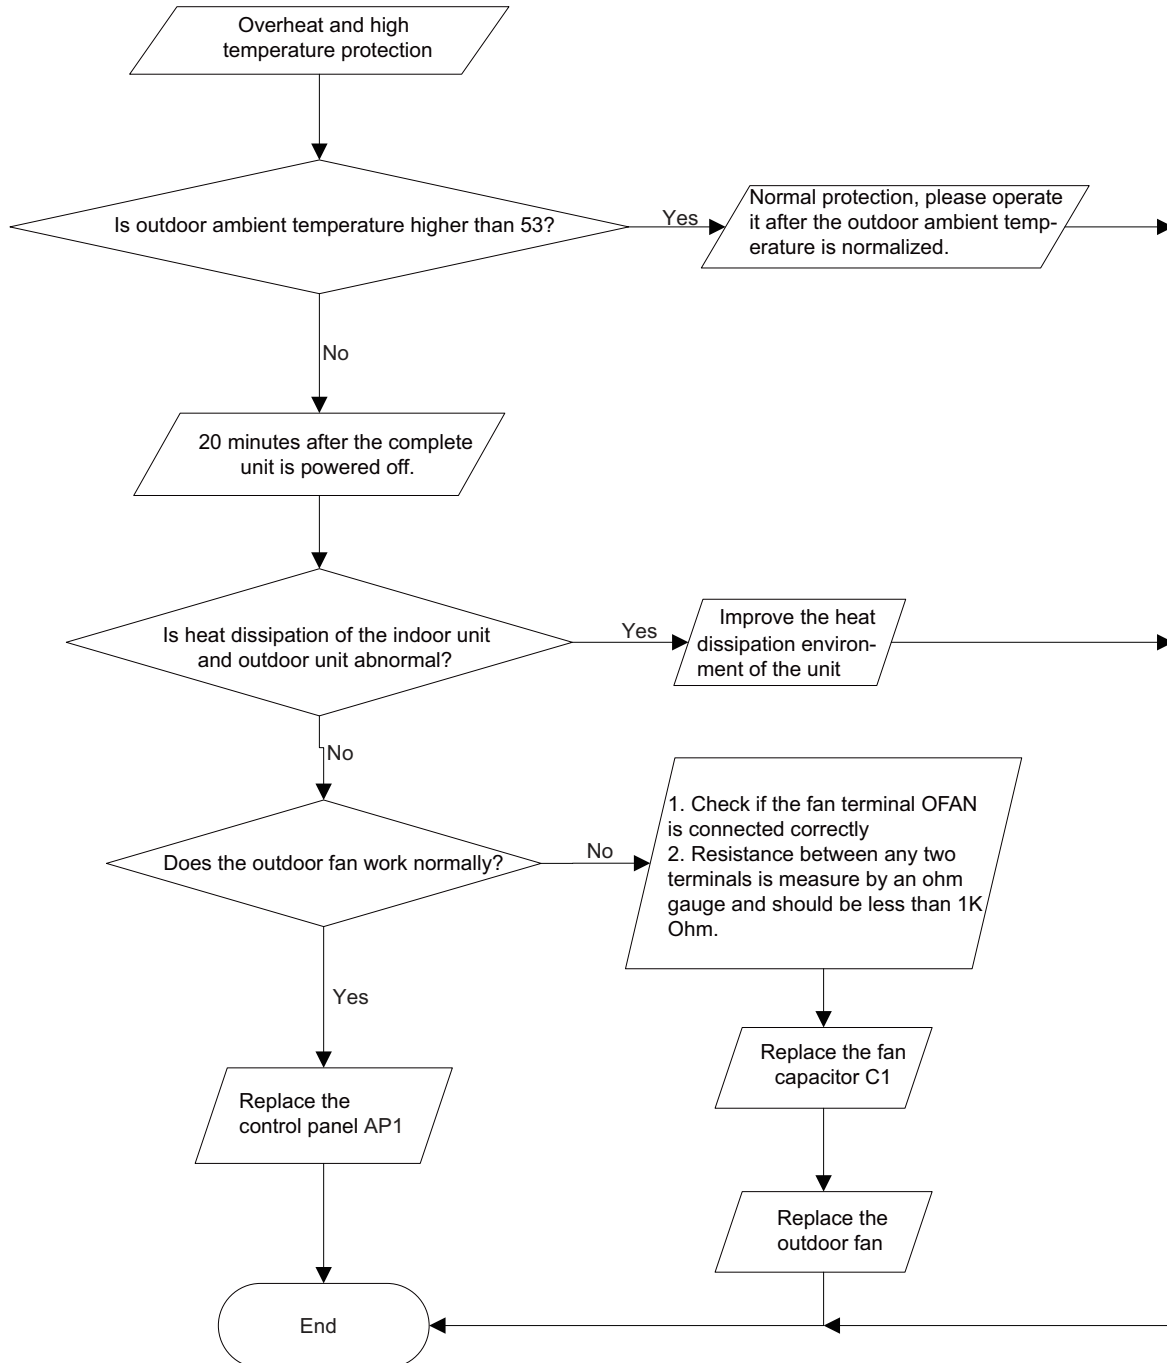 Overheat and high
temperature protection
Is outdoor ambient temperature higher than 53?
Yes
Normal protection, please operate
it after the outdoor ambient temp-
erature is normalized.
No
20 minutes after the complete
unit is powered off.
Is heat dissipation of the indoor unit
and outdoor unit abnormal?
Yes
Improve the heat
dissipation environ-
ment of the unit
No
Does the outdoor fan work normally?
No
1. Check if the fan terminal OFAN
is connected correctly
2. Resistance between any two
terminals is measure by an ohm
gauge and should be less than 1K
Ohm.
Yes
Replace the fan
capacitor C1
Replace the
control panel AP1
Replace the
outdoor fan
End